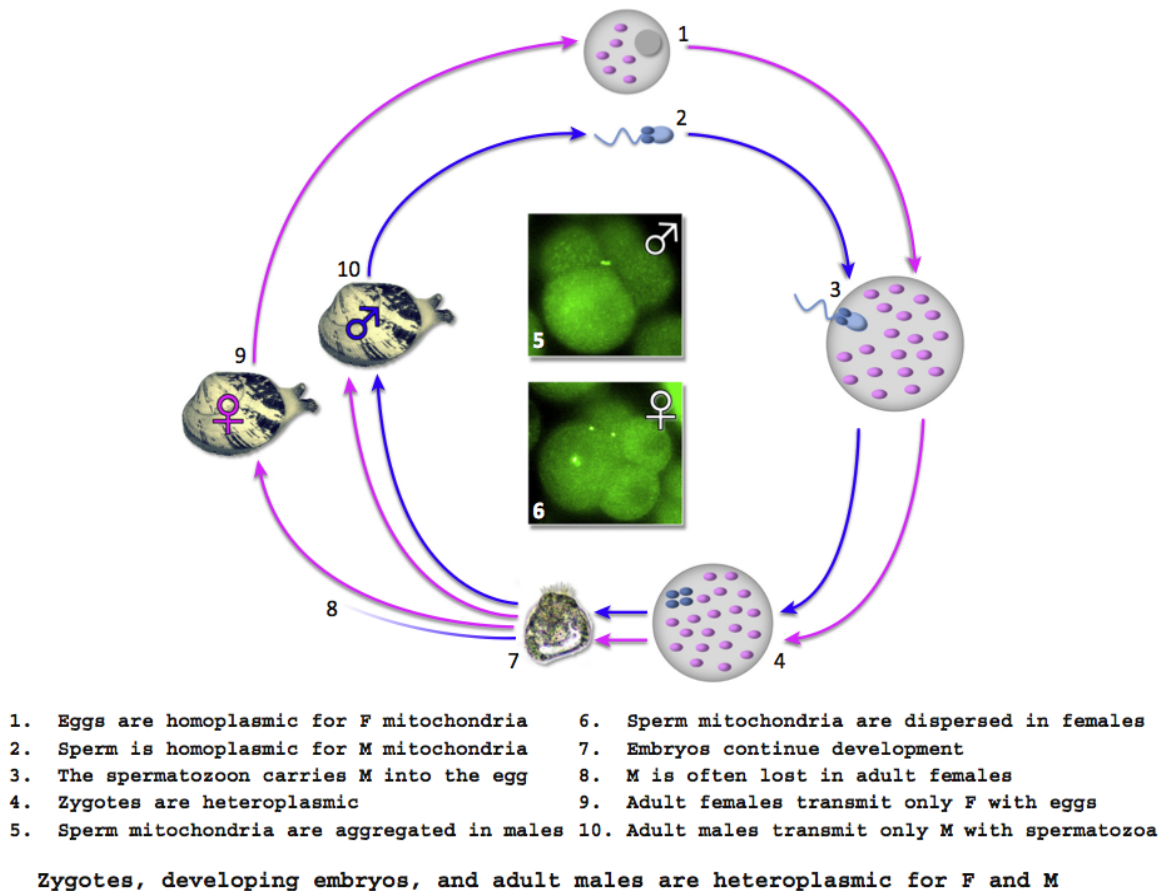 1
2
3
10
9
5
6
8
7
4
1. Eggs are homoplasmic for F mitochondria
2. Sperm is homoplasmic for M mitochondria
3. The spermatozoon carries M into the egg
4. Zygotes are heteroplasmic
5. Sperm mitochondria are aggregated in males
6. Sperm mitochondria are dispersed in females
7. Embryos continue development
8. M is often lost in adult females
9. Adult females transmit only F with eggs
10. Adult males transmit only M with spermatozoa
Zygotes, developing embryos, and adult males are heteroplasmic for F and M